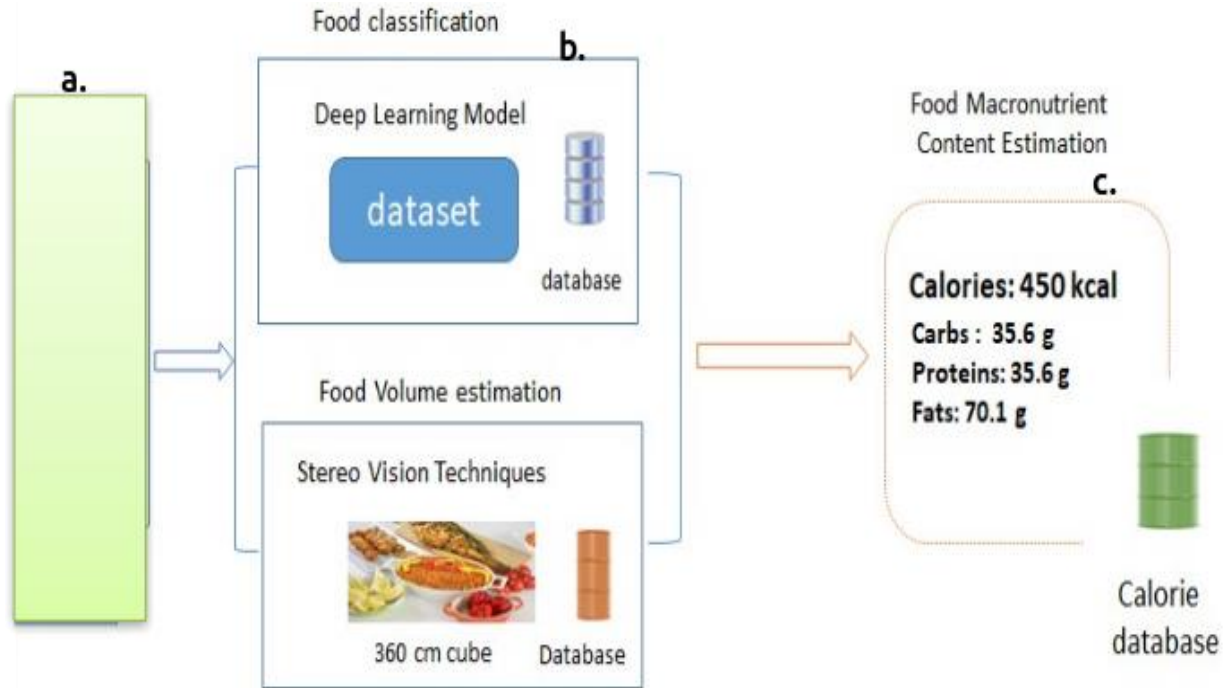 a.
Food classification
b.
Deep Learning Model
dataset
database
Food Volume estimation
Stereo Vision Techniques
360 cm cube
Database
Food Macronutrient
Content Estimation
c.
Calories: 450 kcal
Carbs : 35.6 g
Proteins: 35.6 g
Fats: 70.1 g
Calorie
database